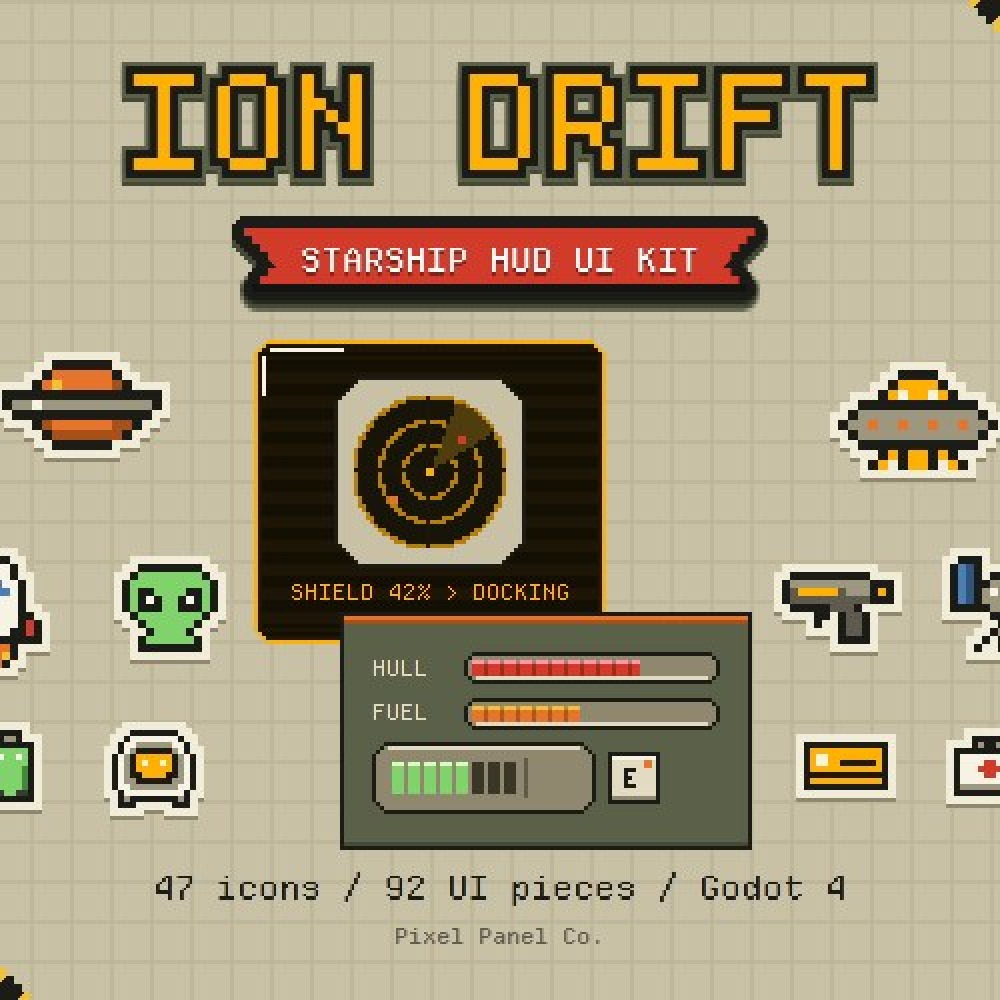 ION DRIFT
STARSHIP HUD UI KIT
SHIELD 42% > DOCKING
HULL
FUEL
E
47 icons / 92 UI pieces / Godot 4
Pixel Panel Co.